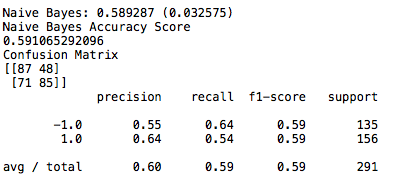 Naive Bayes: 0.589287 (0.032575)
Naive Bayes Accuracy Score
0.591065292096
Confusion Matrix
[[87 48]
 [71 85]]
             precision    recall  f1-score   support

       -1.0       0.55      0.64      0.59       135
        1.0       0.64      0.54      0.59       156

avg / total       0.60      0.59      0.59       291